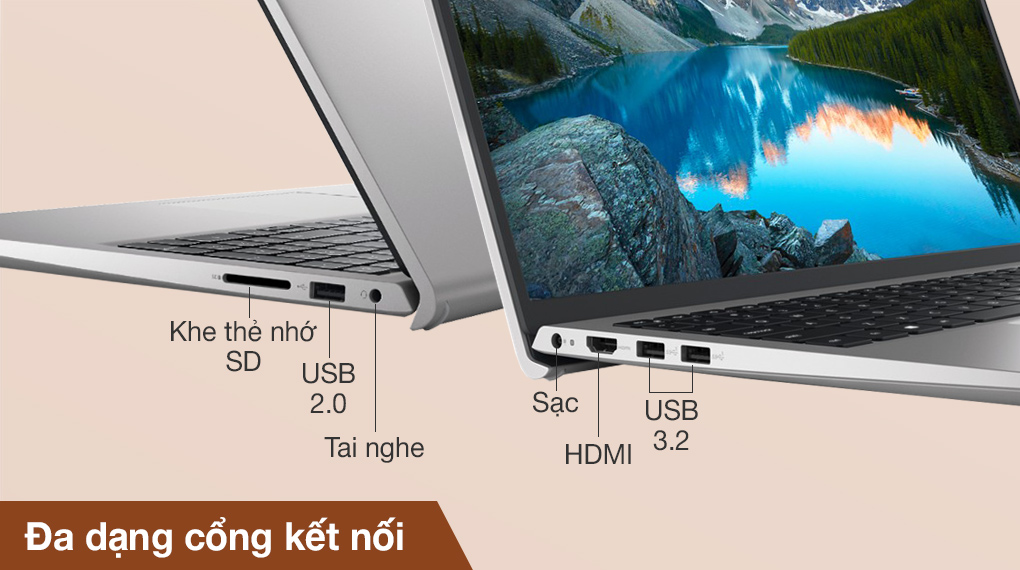 Khe thẻ nhớ
SD
USB
2.0
Tai nghe
Sạc
HDMI
USB
3.2
Đa dạng cổng kết nối